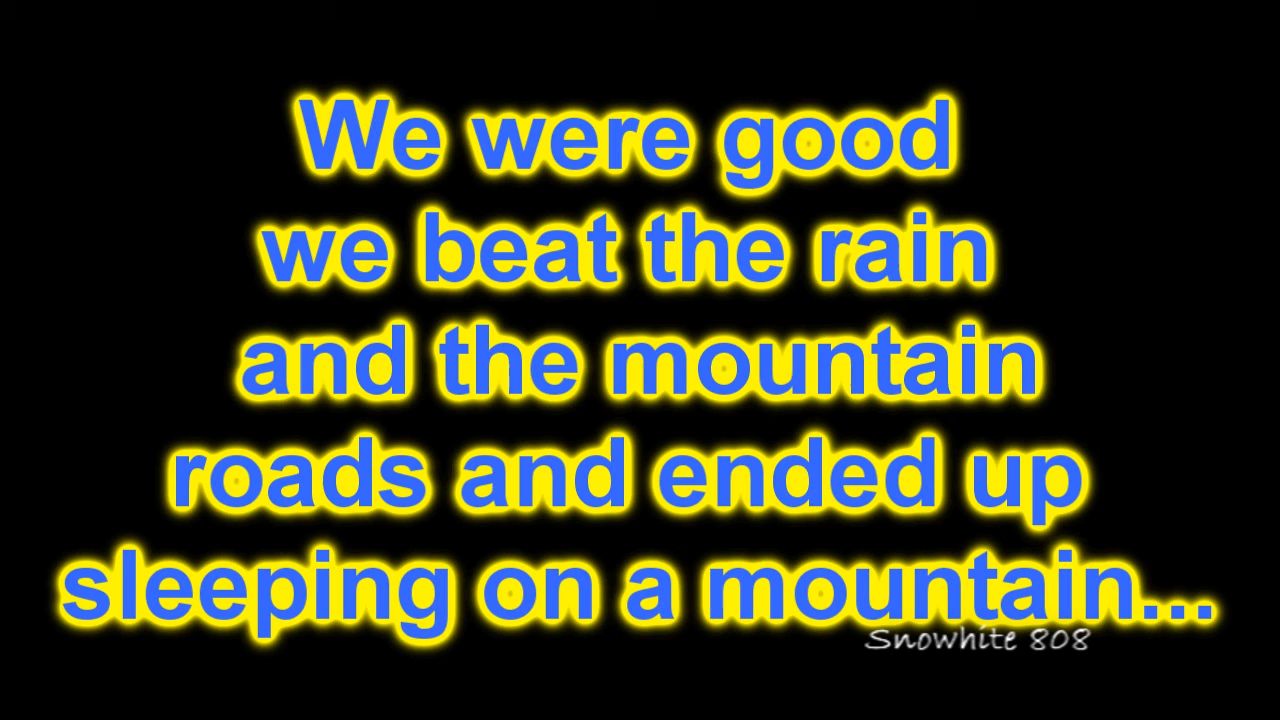 We were good
we beat the rain
and the mountain
roads and ended up
sleeping on a mountain...
Snowhite 808